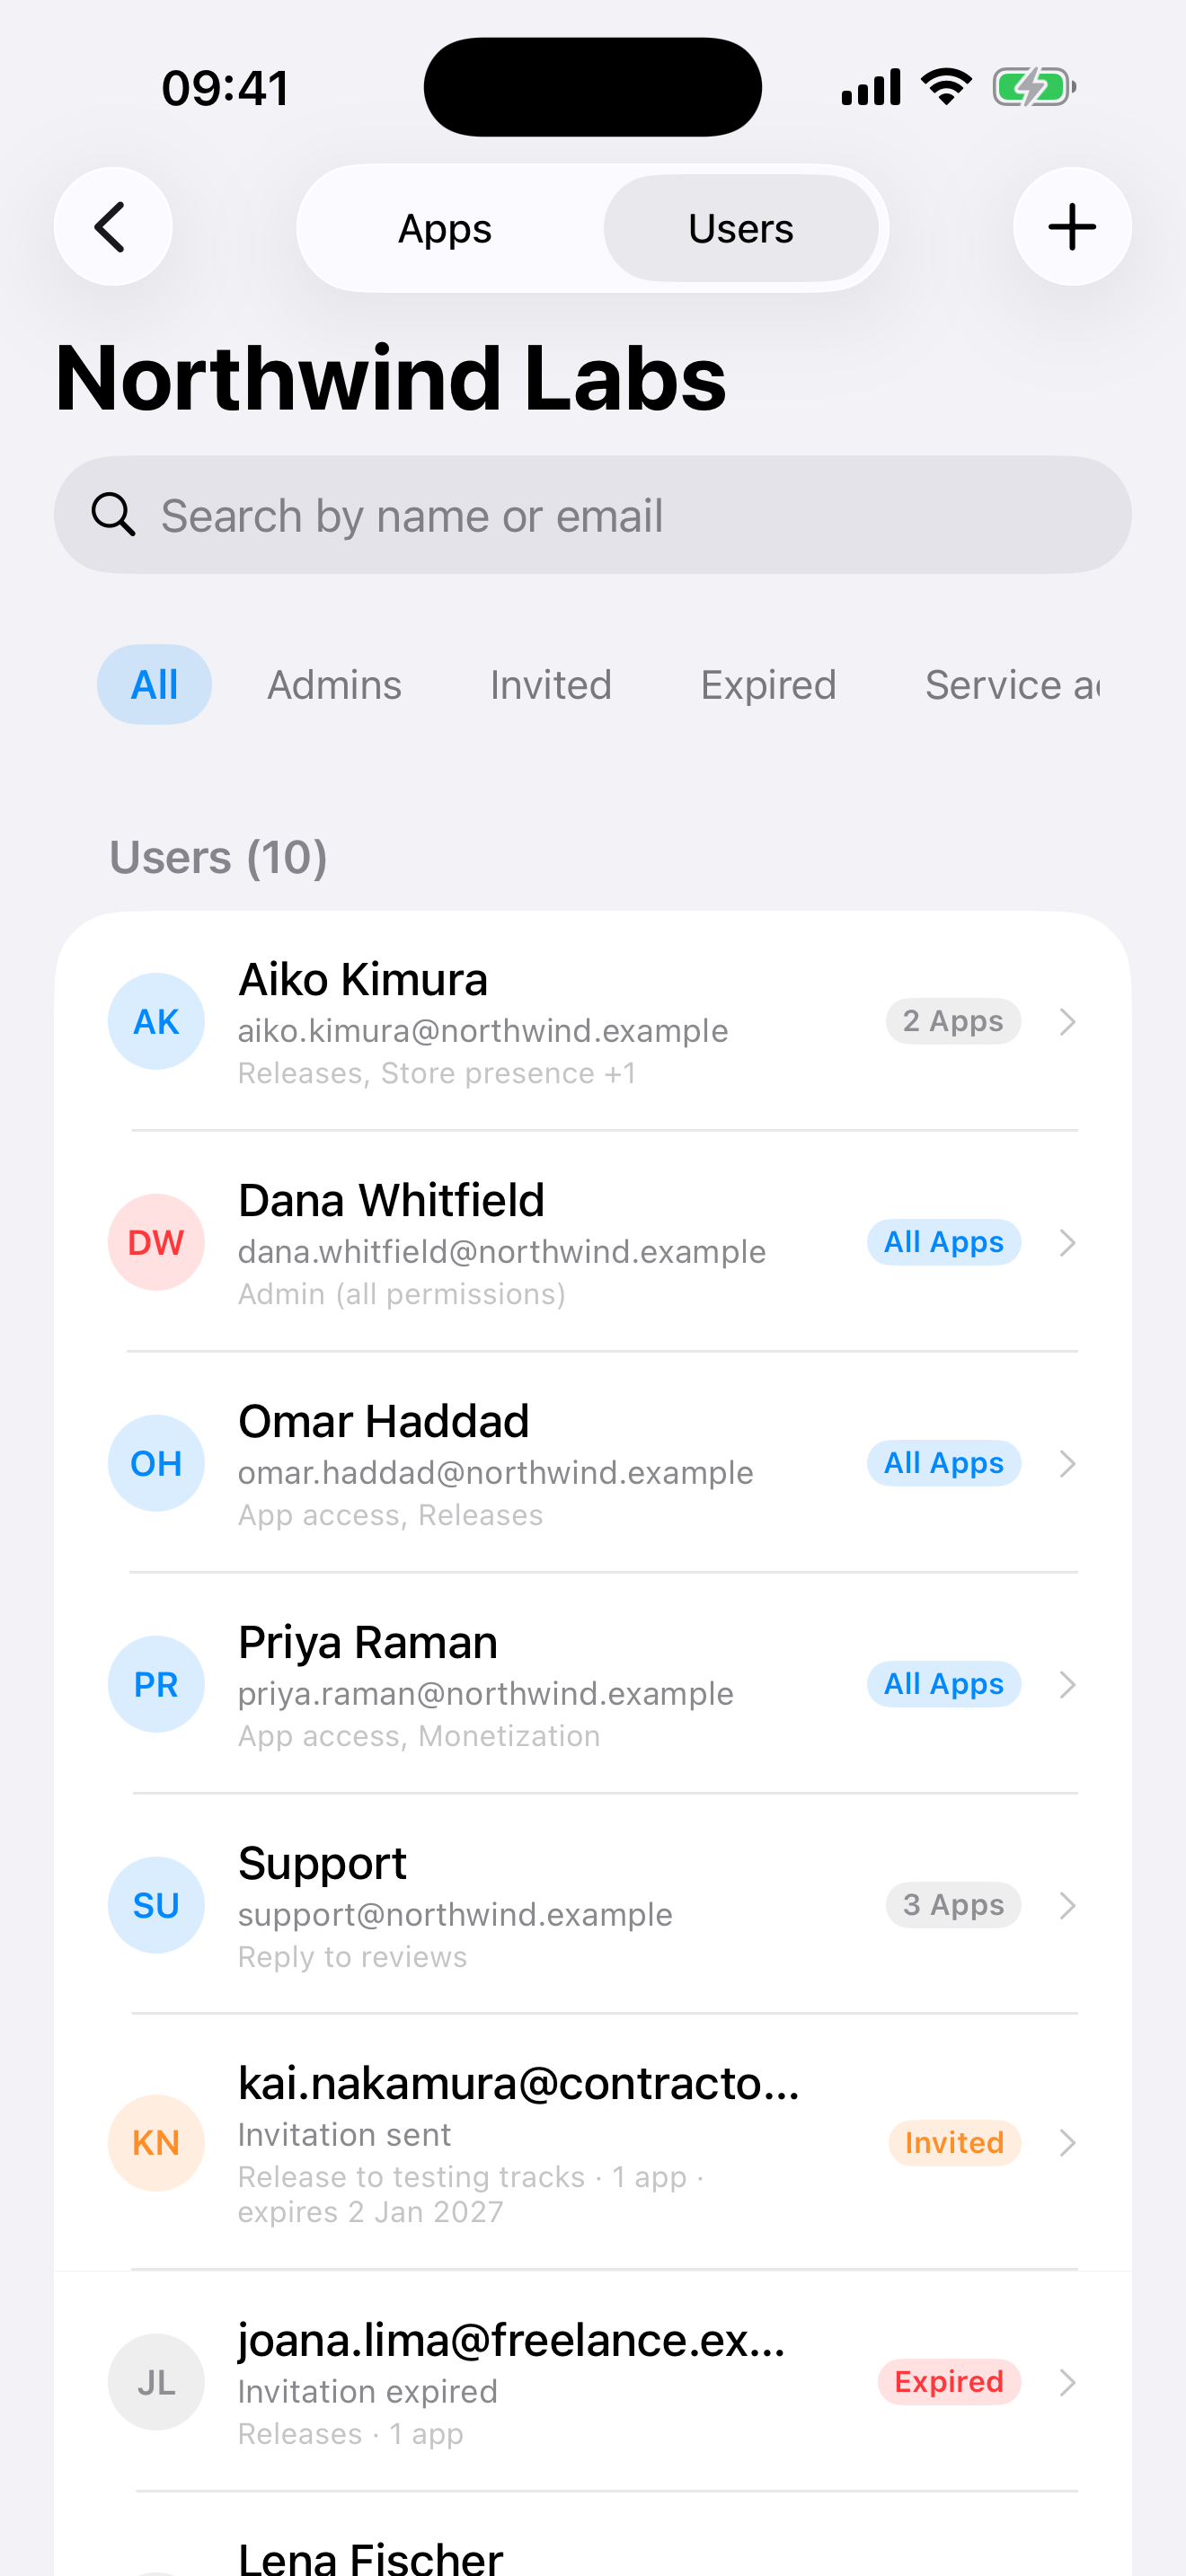 09:41
Apps
Users
Northwind Labs
Search by name or email
All
Admins
Invited
Expired
Service
Users (10)
AK
Aiko Kimura
aiko.kimura@northwind.example
Releases, Store presence +1
2 Apps
DW
Dana Whitfield
dana.whitfield@northwind.example
Admin (all permissions)
All Apps
OH
Omar Haddad
omar.haddad@northwind.example
App access, Releases
All Apps
PR
Priya Raman
priya.raman@northwind.example
App access, Monetization
All Apps
SU
Support
support@northwind.example
Reply to reviews
3 Apps
KN
kai.nakamura@contracto...
Invitation sent
Release to testing tracks · 1 app ·
expires 2 Jan 2027
Invited
JL
joana.lima@freelance.ex...
Invitation expired
Releases · 1 app
Expired
Lena Fischer